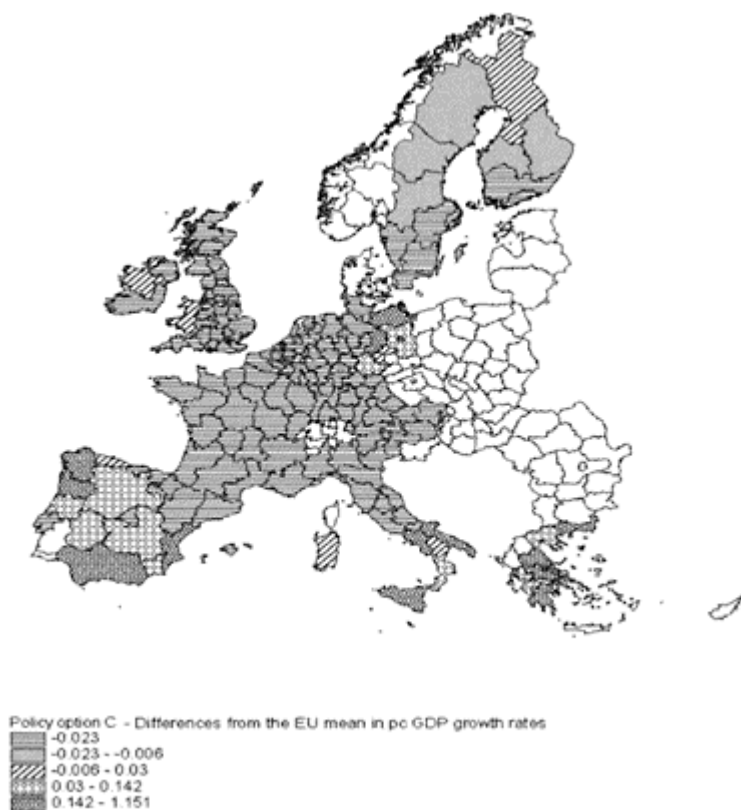 Policy option C - Differences from the EU mean in pc GDP growth rates
-0.023
-0.023 - -0.006
-0.006 - 0.03
0.03 - 0.142
0.142 - 1.151